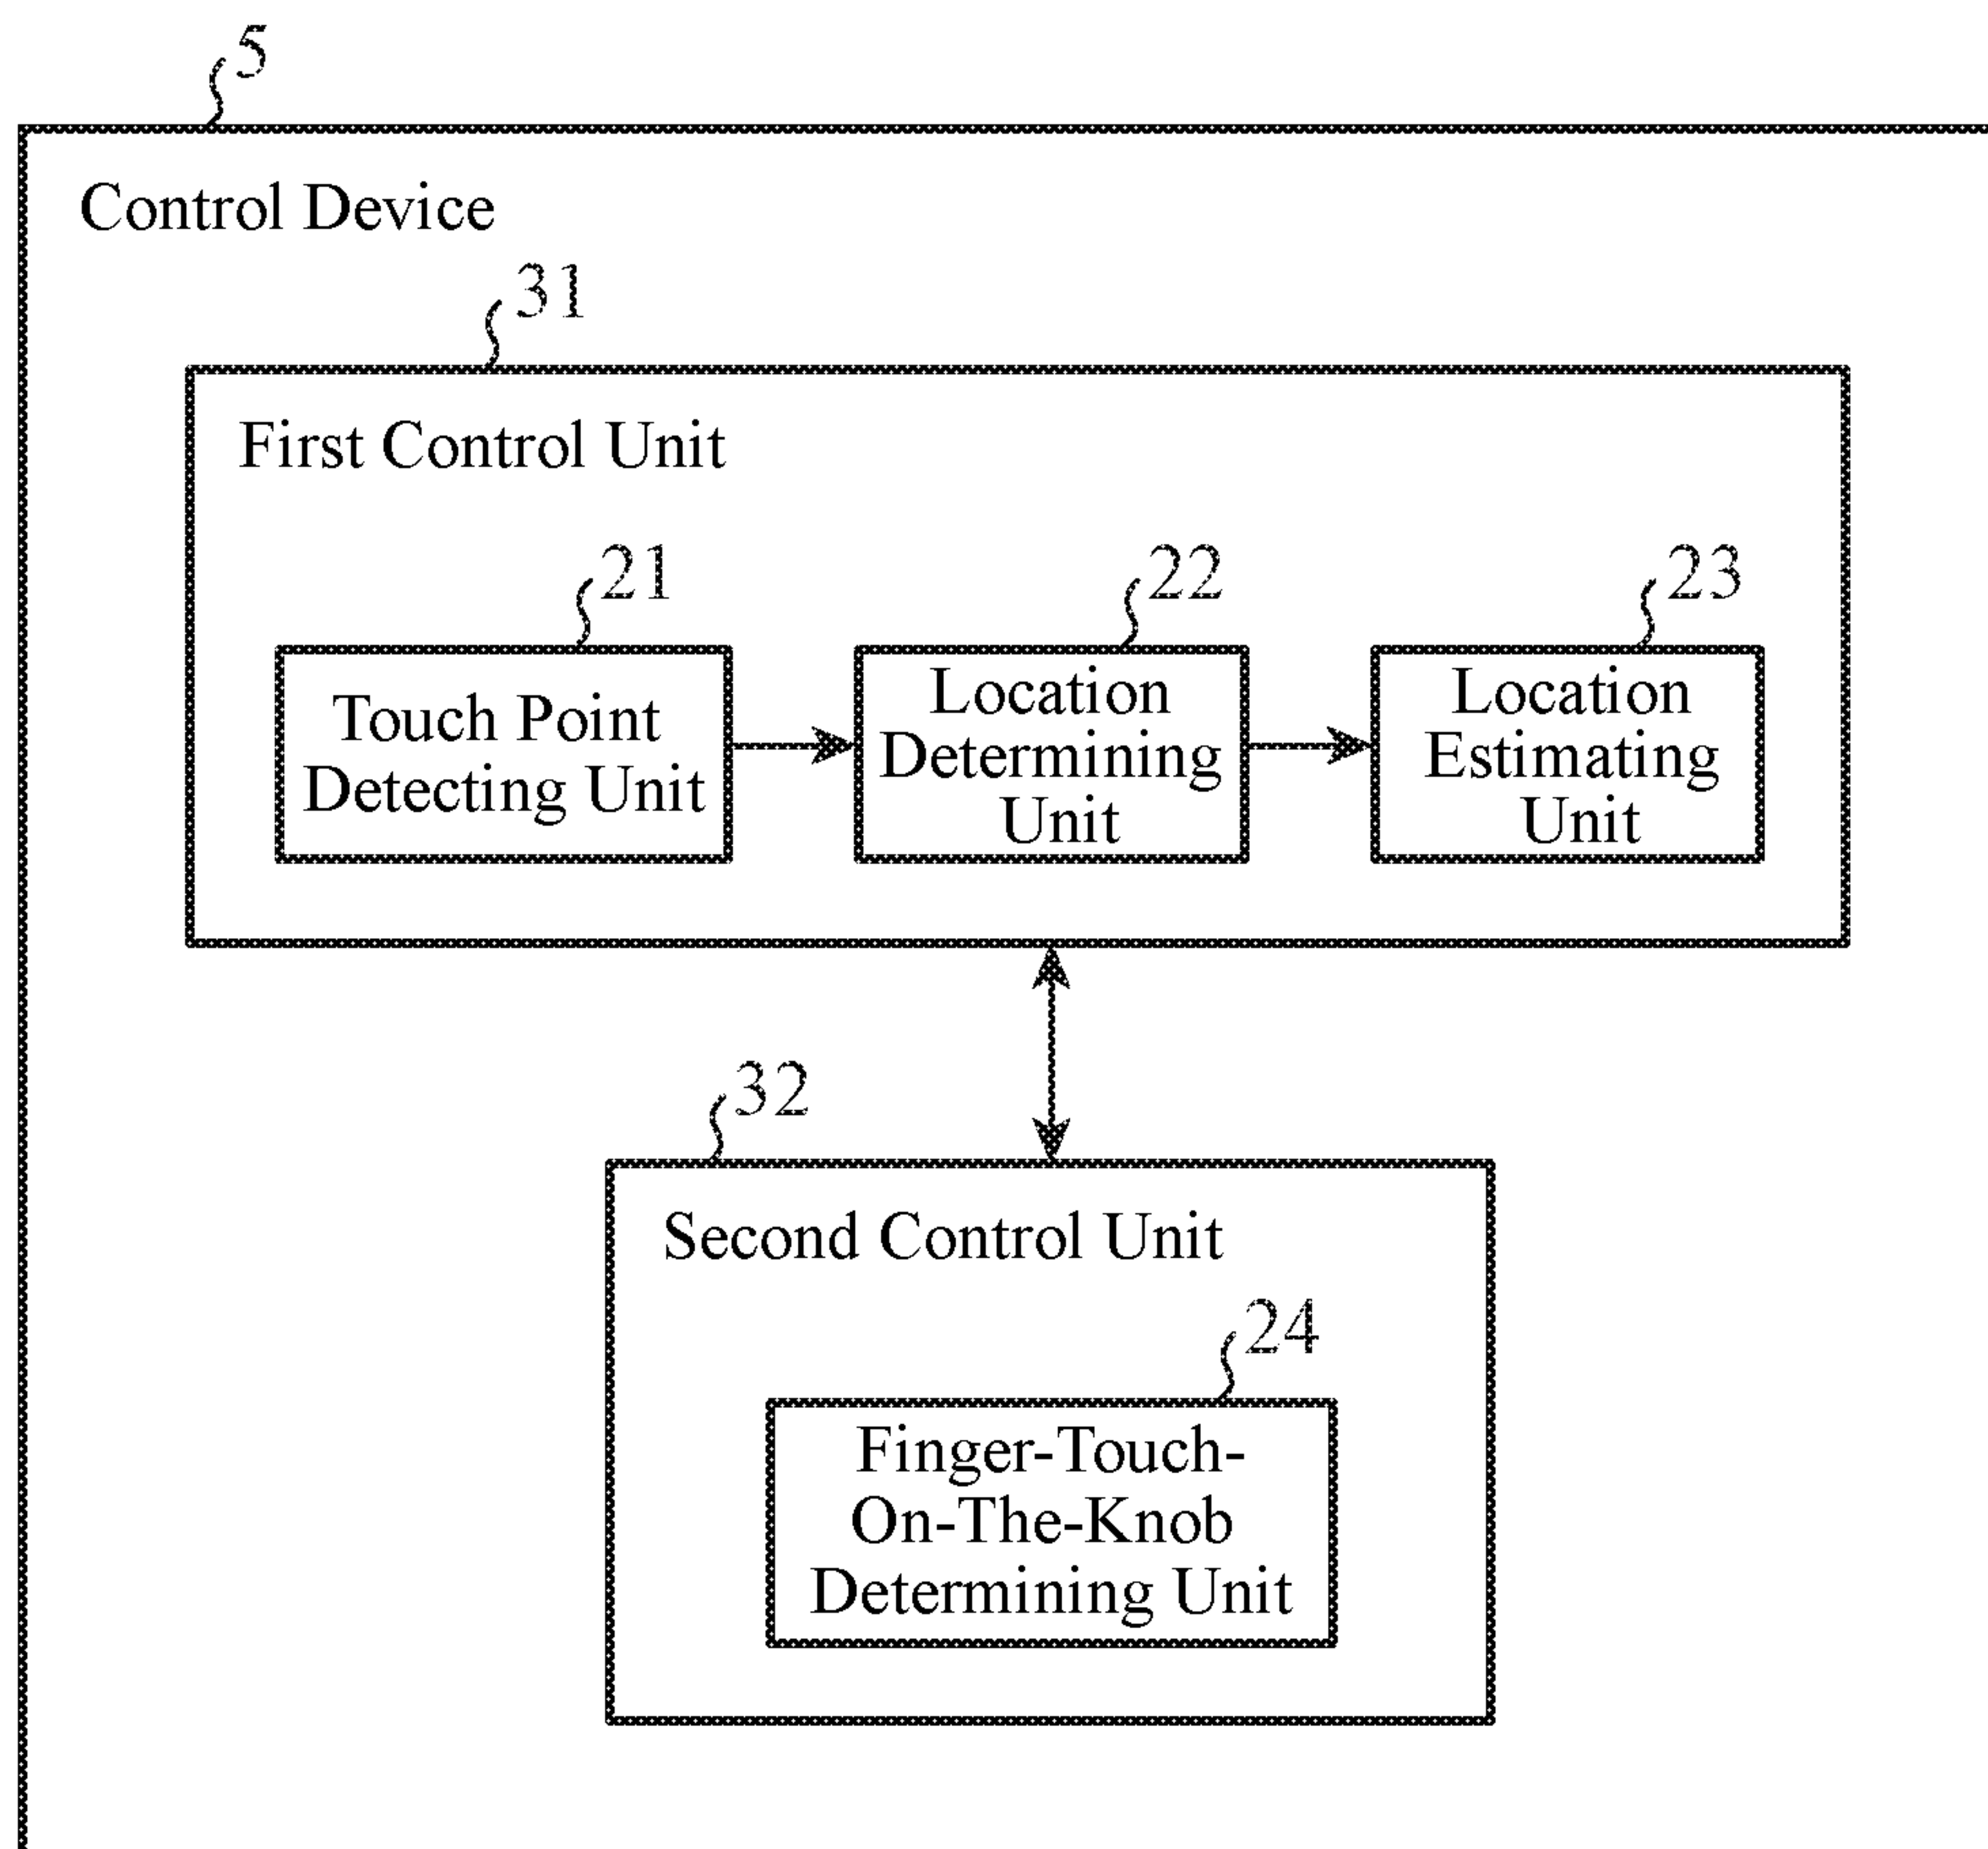 5
Control Device
31
First Control Unit
21
22
23
Touch Point
Detecting Unit
Location
Determining
Unit
Location
Estimating
Unit
32
Second Control Unit
24
Finger-Touch-
On-The-Knob
Determining Unit